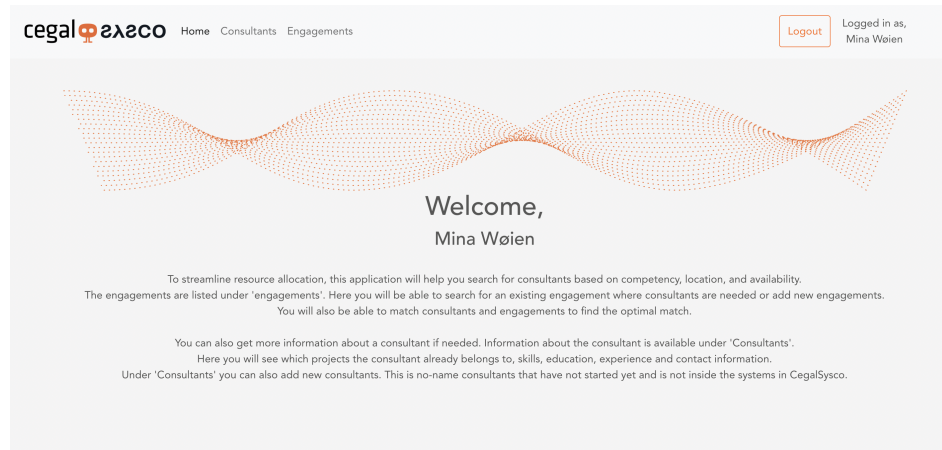 cegal sysco
Home Consultants Engagements
Logout
Logged in as,
Mina Wøien
Welcome,
Mina Wøien
To streamline resource allocation, this application will help you search for consultants based on competency, location, and availability.
The engagements are listed under 'engagements'. Here you will be able to search for an existing engagement where consultants are needed or add new engagements.
You will also be able to match consultants and engagements to find the optimal match.
You can also get more information about a consultant if needed. Information about the consultant is available under 'Consultants'.
Here you will see which projects the consultant already belongs to, skills, education, experience and contact information.
Under 'Consultants' you can also add new consultants. This is no-name consultants that have not started yet and is not inside the systems in CegalSysco.